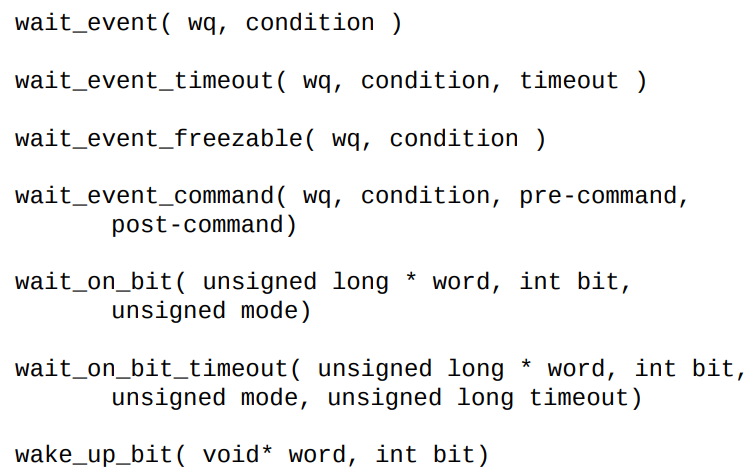 wait_event( wq, condition )
wait_event_timeout( wq, condition, timeout )
wait_event_freezable( wq, condition )
wait_event_command( wq, condition, pre-command,
post-command)
wait_on_bit( unsigned long * word, int bit,
unsigned mode)
wait_on_bit_timeout( unsigned long * word, int bit,
unsigned mode, unsigned long timeout)
wake_up_bit( void* word, int bit)